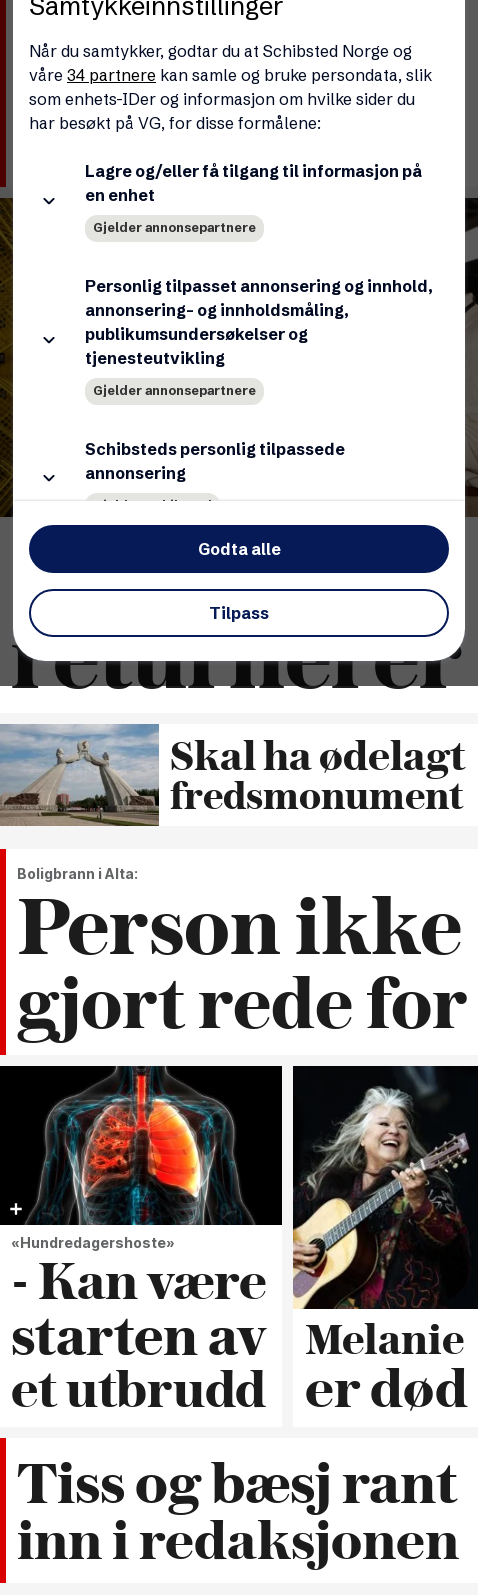 Samtykkeinnstillinger
Når du samtykker, godtar du at Schibsted Norge og
våre 34 partnere kan samle og bruke persondata, slik
som enhets-IDer og informasjon om hvilke sider du
har besøkt på VG, for disse formålene:
Lagre og/eller få tilgang til informasjon på
en enhet
Gjelder annonsepartnere
Personlig tilpasset annonsering og innhold,
annonsering- og innholdsmåling,
publikumsundersøkelser og
tjenesteutvikling
Gjelder annonsepartnere
Schibsteds personlig tilpassede
annonsering
Godta alle
Tilpass
Skal ha ødelagt
fredsmonument
Boligbrann i Alta:
Person ikke
gjort rede for
«Hundredagershoste»
- Kan være
starten av
et utbrudd
Melanie
er død
Tiss og bæsj rant
inn i redaksjonen